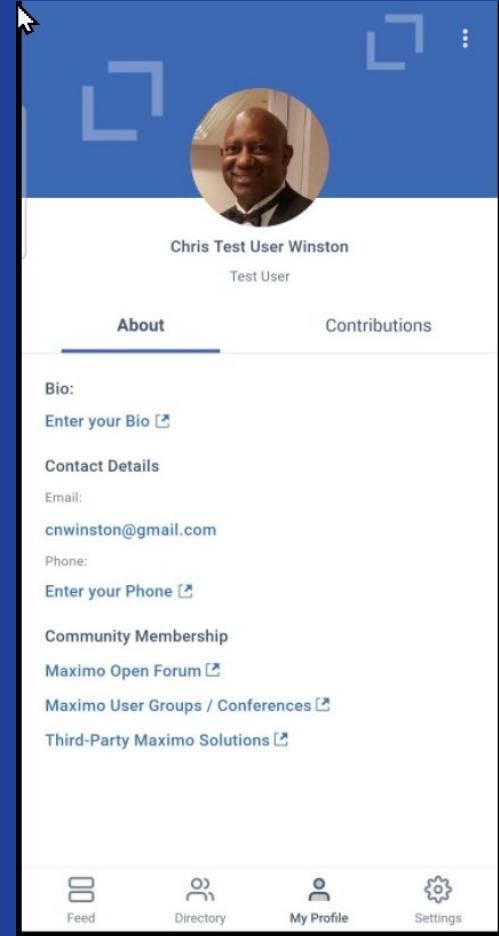 Chris Test User Winston
Test User
About
Contributions
Bio:
Enter your Bio
Contact Details
Email:
cnwinston@gmail.com
Phone:
Enter your Phone
Community Membership
Maximo Open Forum
Maximo User Groups / Conferences
Third-Party Maximo Solutions
Feed
Directory
My Profile
Settings